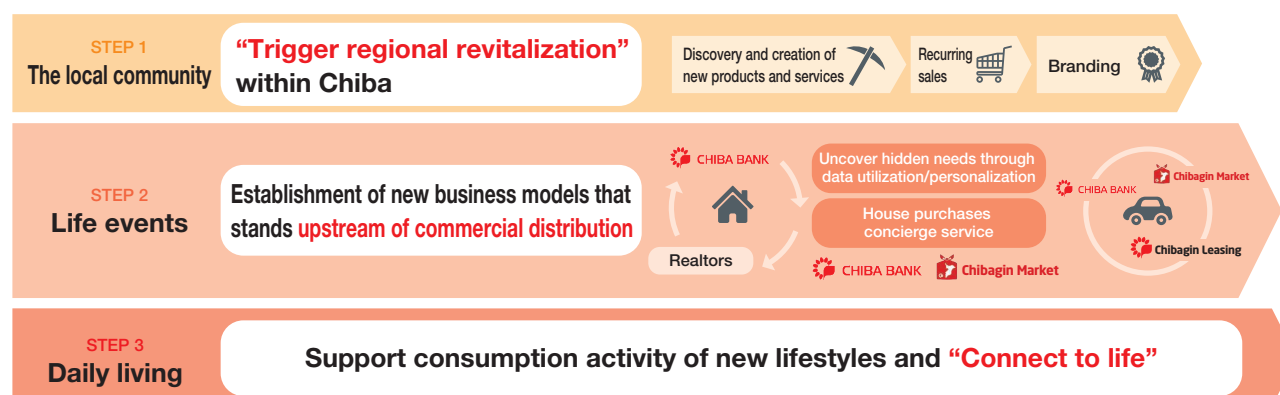 STEP 1
The local community
“Trigger regional revitalization”
within Chiba
Discovery and creation of
new products and services
Recurring
sales
Branding
STEP 2
Life events
Establishment of new business models that
stands upstream of commercial distribution
CHIBA BANK
Realtors
Uncover hidden needs through
data utilization/personalization
House purchases
concierge service
CHIBA BANK
Chibagin Market
CHIBA BANK
Chibagin Market
Chibagin Leasing
STEP 3
Daily living
Support consumption activity of new lifestyles and “Connect to life”